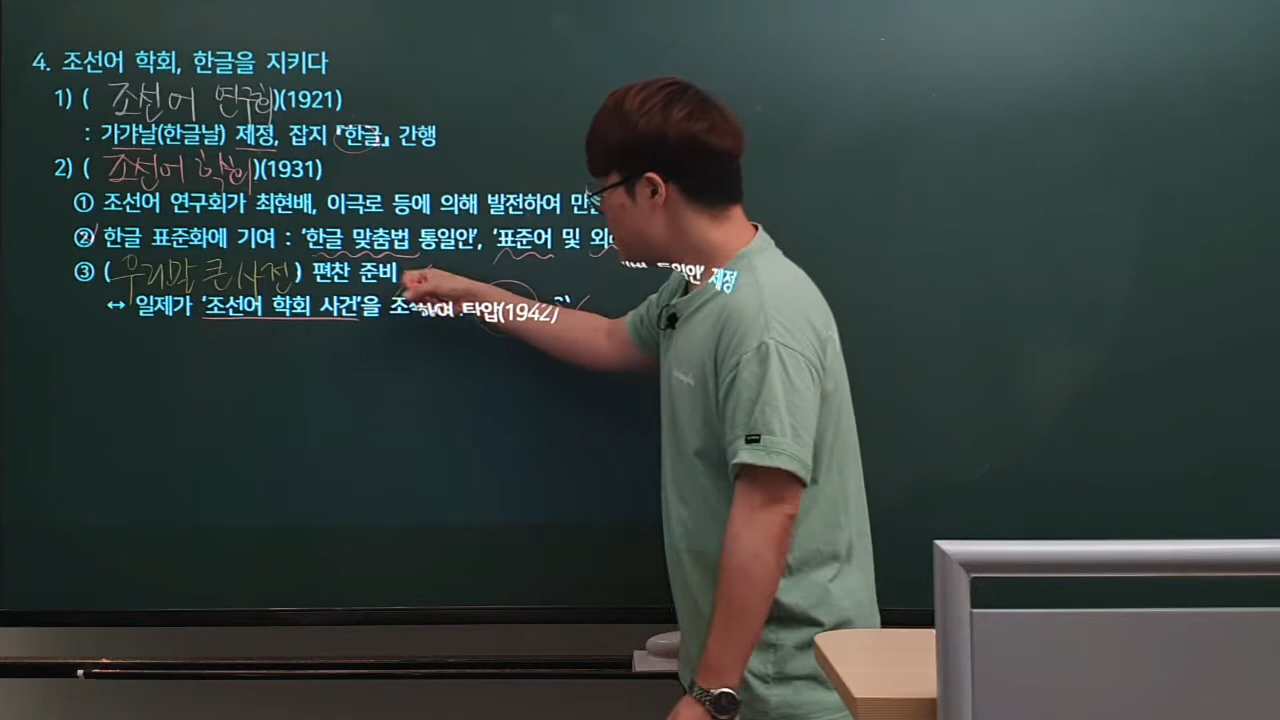 4. 조선어 학회, 한글을 지키다
1) ( 조선어 연구회)(1921)
: 가갸날(한글날) 제정, 잡지 『한글』 간행
2) ( 조선어 학회)(1931)
① 조선어 연구회가 최현배, 이극로 등에 의해 발전하여
② 한글 표준화에 기여 : '한글 맞춤법 통일안', '표준어 및 제정
③ (우리말 큰 사전) 편찬 준비
↔ 일제가 '조선어 학회 사건'을 탄압(1942)